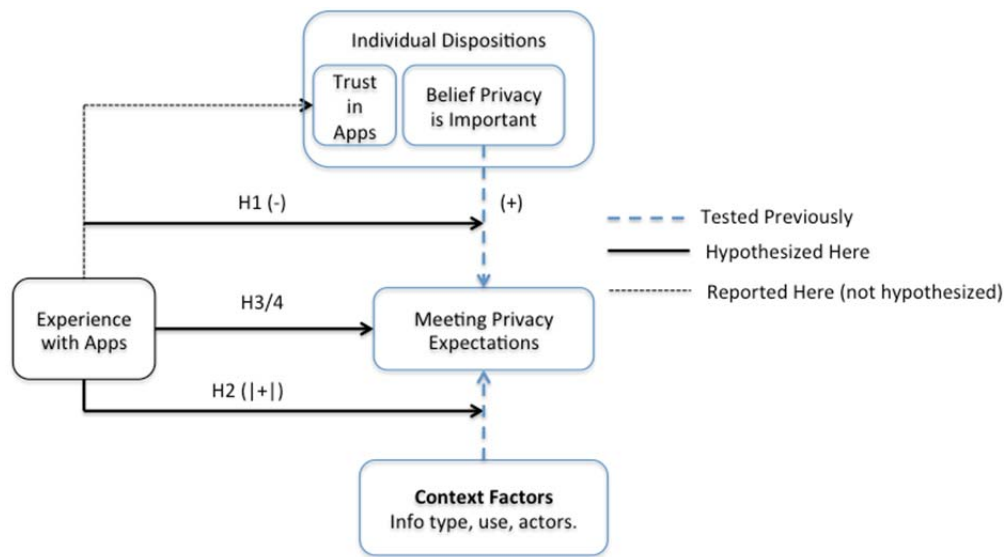 Individual Dispositions
Trust
in
Apps
Belief Privacy
is Important
H1 (-)
(+)
Tested Previously
Hypothesized Here
Reported Here (not hypothesized)
Experience
with Apps
H3/4
Meeting Privacy
Expectations
H2 (|+|)
Context Factors
Info type, use, actors.